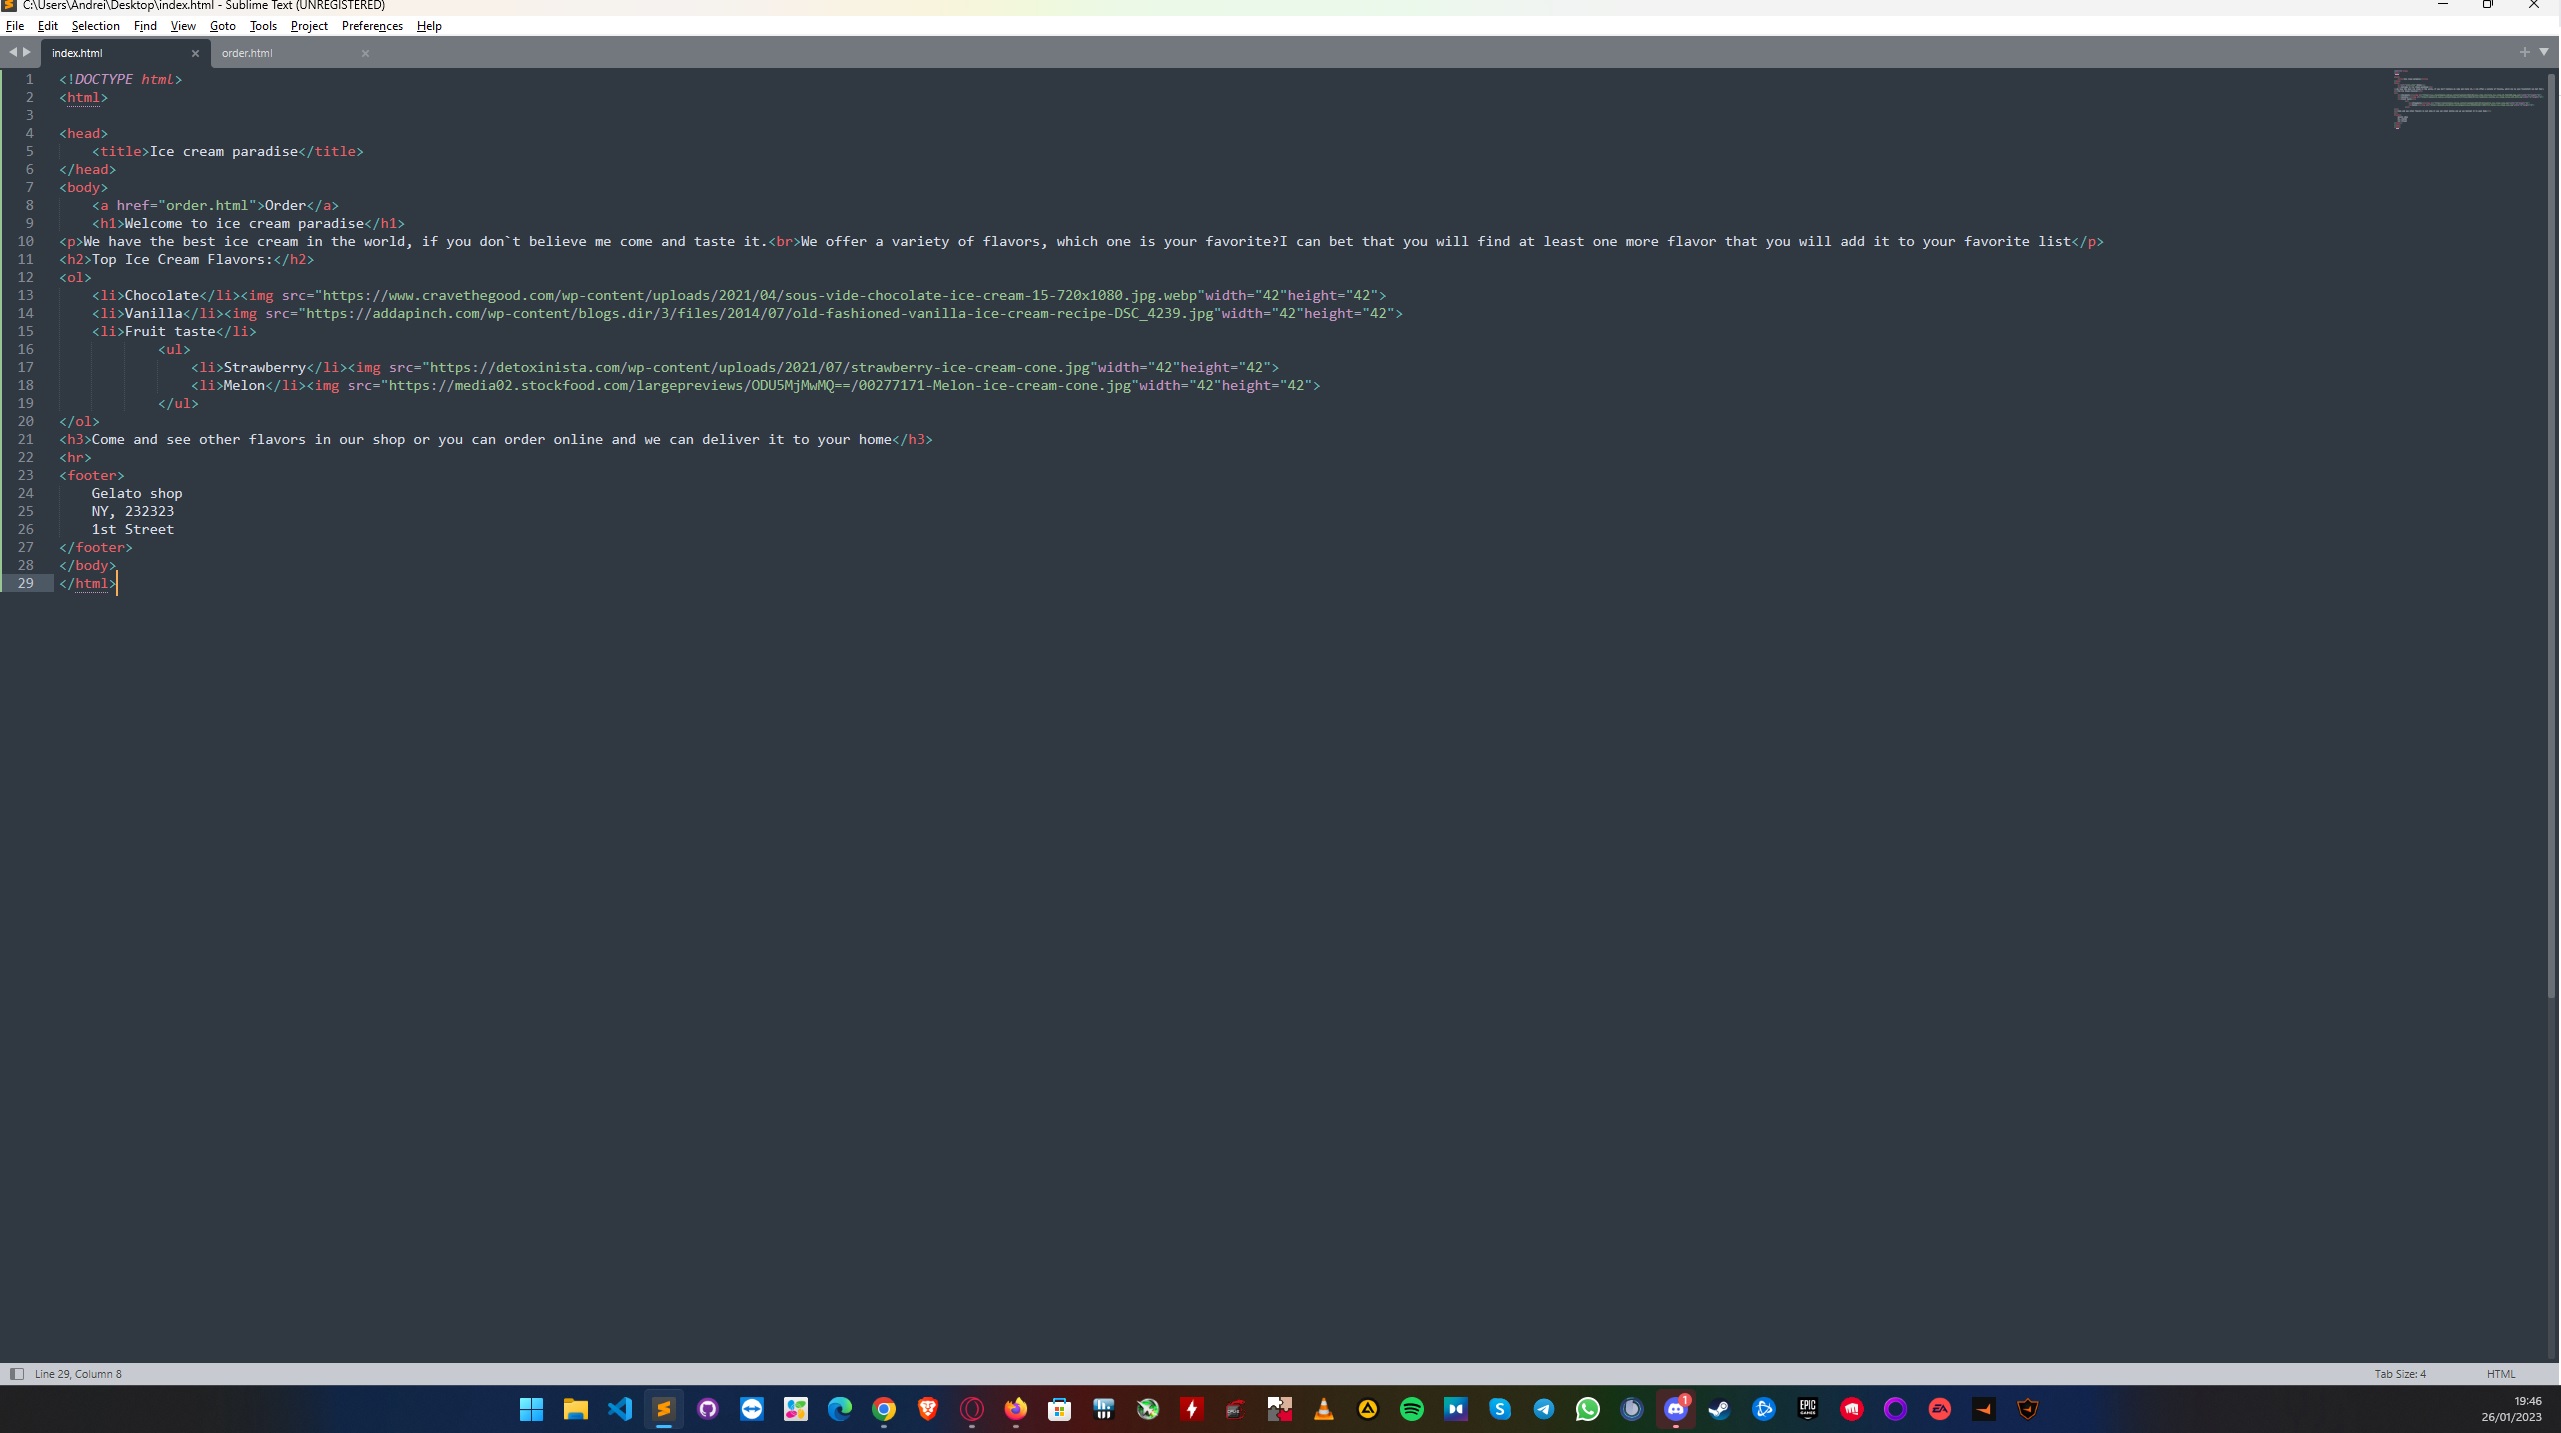 C:\Users\Andrei\Desktop\index.html - Sublime Text (UNREGISTERED)
File Edit Selection Find View Goto Tools Project Preferences Help
index.html order.html
1 <!DOCTYPE html>
2 <html>
3
4 <head>
5 <title>Ice cream paradise</title>
6 </head>
7 <body>
8 <a href="order.html">Order</a>
9 <h1>Welcome to ice cream paradise</h1>
10 <p>We have the best ice cream in the world, if you don`t believe me come and taste it.<br>We offer a variety of flavors, which one is your favorite?I can bet that you will find at least one more flavor that you will add it to your favorite list</p>
11 <h2>Top Ice Cream Flavors:</h2>
12 <ol>
13 <li>Chocolate</li><img src="https://www.cravethegood.com/wp-content/uploads/2021/04/sous-vide-chocolate-ice-cream-15-720x1080.jpg.webp"width="42"height="42">
14 <li>Vanilla</li><img src="https://addapinch.com/wp-content/blogs.dir/3/files/2014/07/old-fashioned-vanilla-ice-cream-recipe-DSC_4239.jpg"width="42"height="42">
15 <li>Fruit taste</li>
16 <ul>
17 <li>Strawberry</li><img src="https://detoxinista.com/wp-content/uploads/2021/07/strawberry-ice-cream-cone.jpg"width="42"height="42">
18 <li>Melon</li><img src="https://media02.stockfood.com/largepreviews/ODU5MjMwMQ==/00277171-Melon-ice-cream-cone.jpg"width="42"height="42">
19 </ul>
20 </ol>
21 <h3>Come and see other flavors in our shop or you can order online and we can deliver it to your home</h3>
22 <hr>
23 <footer>
24 Gelato shop
25 NY, 232323
26 1st Street
27 </footer>
28 </body>
29 </html>
Line 29, Column 8 Tab Size: 4 HTML
EPIC GAMES
EA
1
19:46
26/01/2023